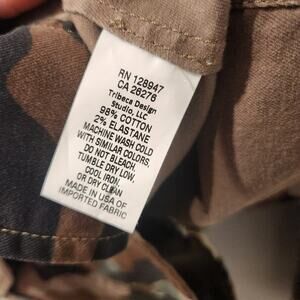 RN 128947
CA 26276
Tribeca Design
Studio, LLC
98% COTTON
2% ELASTANE
MACHINE WASH COLD
WITH SIMILAR COLORS.
DO NOT BLEACH.
TUMBLE DRY LOW.
COOL IRON,
OR DRY CLEAN
MADE IN USA OF
IMPORTED FABRIC